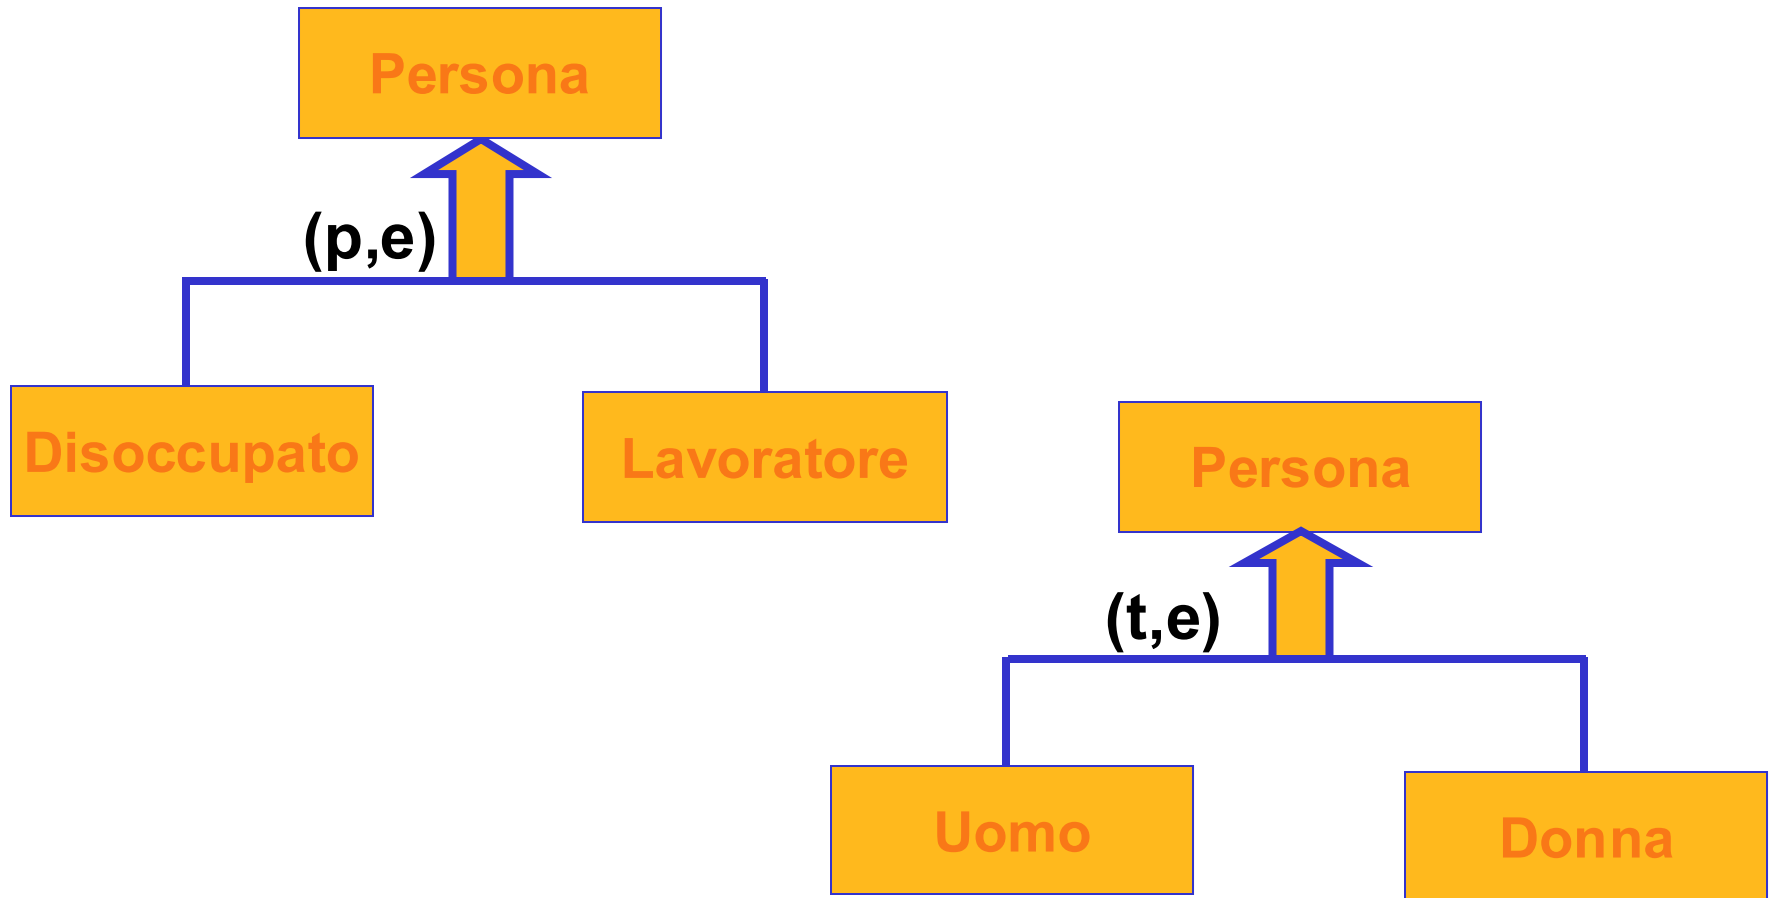 Persona
(p,e)
Disoccupato
Lavoratore
Persona
(t,e)
Uomo
Donna